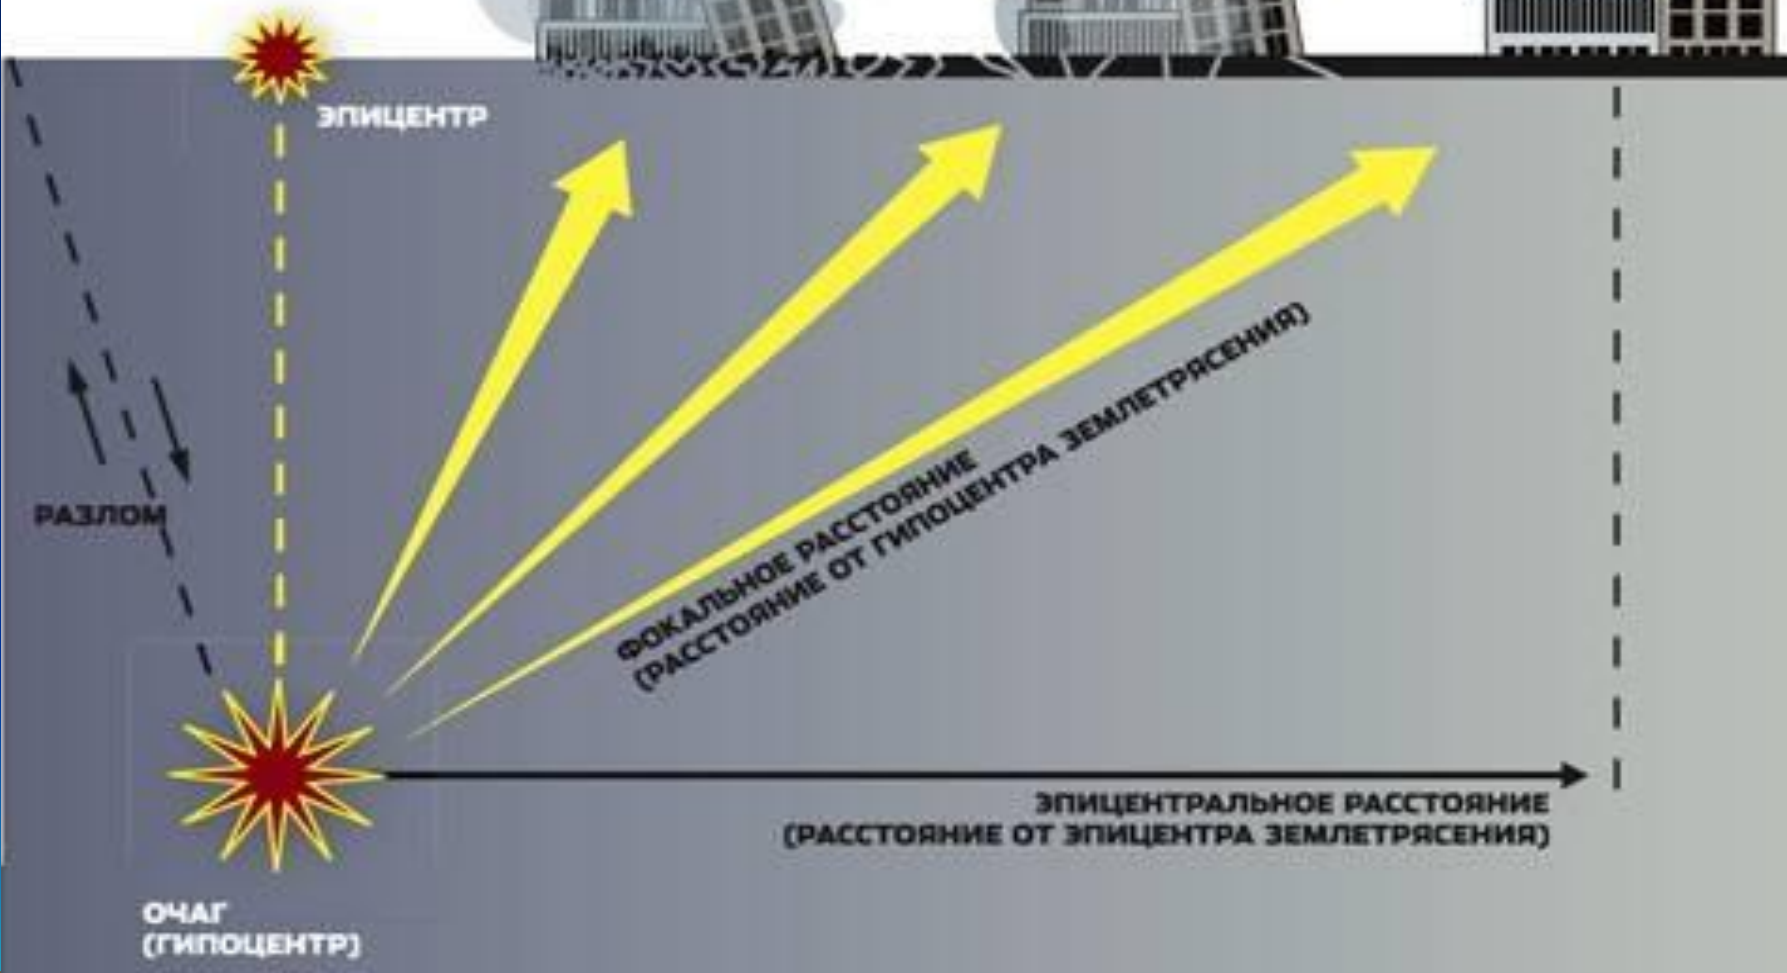 ЭПИЦЕНТР
РАЗЛОМ
ФОКАЛЬНОЕ РАССТОЯНИЕ
(РАССТОЯНИЕ ОТ ГИПОЦЕНТРА ЗЕМЛЕТРЯСЕНИЯ)
ЭПИЦЕНТРАЛЬНОЕ РАССТОЯНИЕ
(РАССТОЯНИЕ ОТ ЭПИЦЕНТРА ЗЕМЛЕТРЯСЕНИЯ)
ОЧАГ
(ГИПОЦЕНТР)